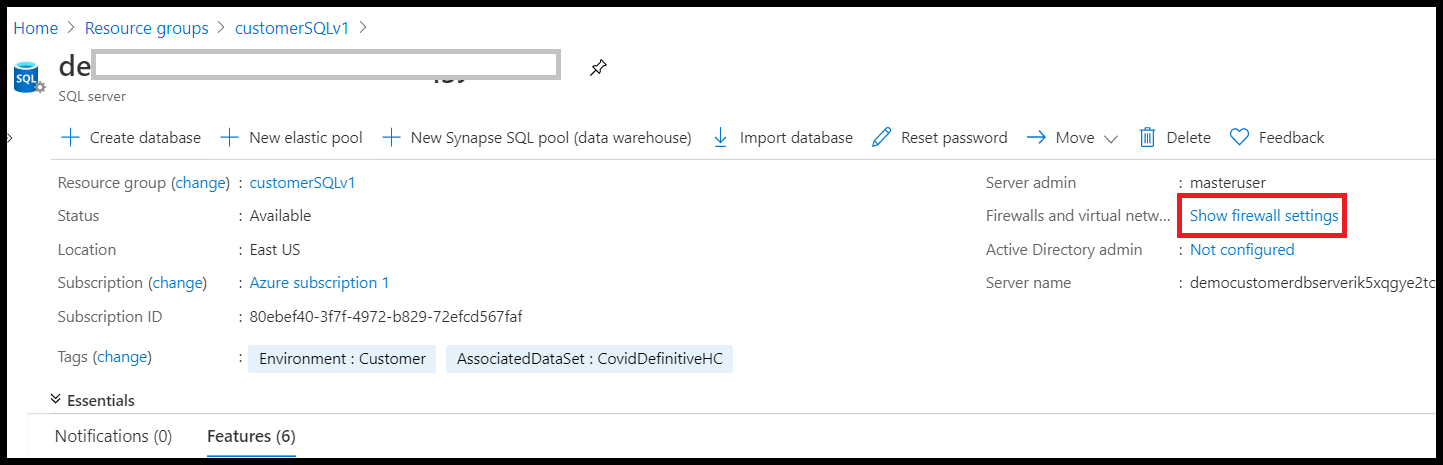 Home > Resource groups > customerSQLv1 >
de
SQL
SQL server
Create database New elastic pool New Synapse SQL pool (data warehouse) Import database Reset password Move Delete Feedback
Resource group (change) : customerSQLv1 Server admin : masteruser
Status : Available Firewalls and virtual netw... Show firewall settings
Location : East US Active Directory admin : Not configured
Subscription (change) : Azure subscription 1 Server name : democustomerdbserverik5xqgye2tc
Subscription ID : 80ebef40-3f7f-4972-b829-72efcd567faf
Tags (change) : Environment : Customer AssociatedDataSet : CovidDefinitiveHC
Essentials
Notifications (0) Features (6)